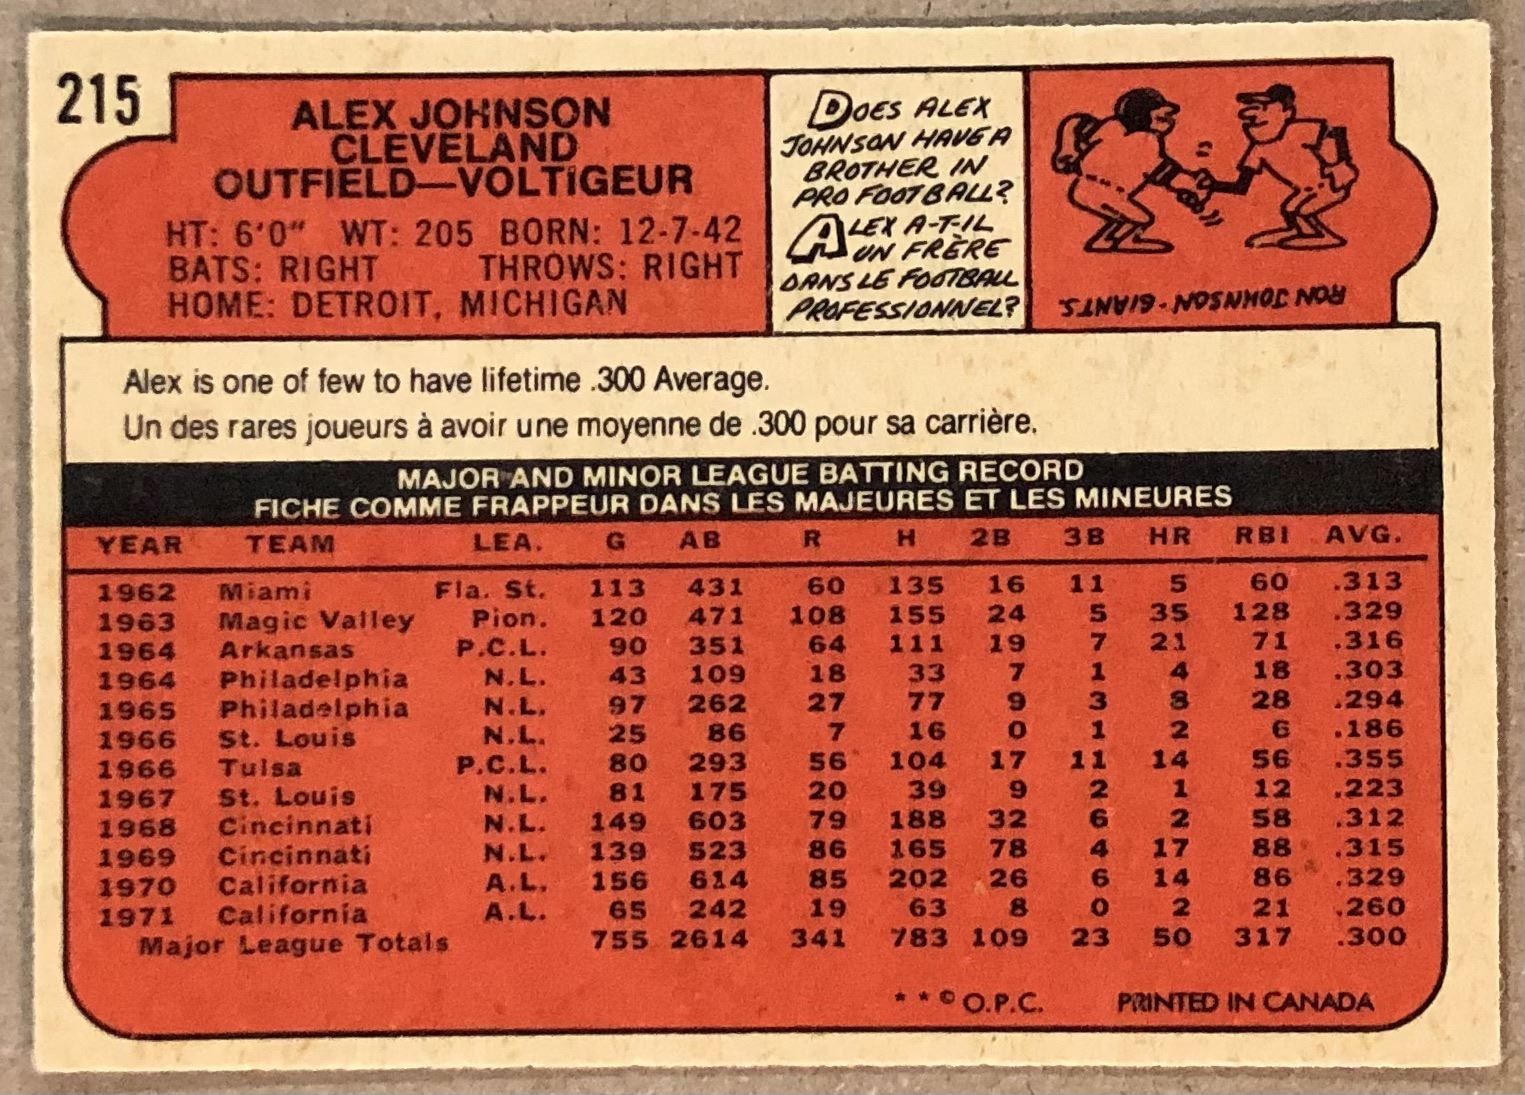 215
ALEX JOHNSON
CLEVELAND
OUTFIELD—VOLTIGEUR
HT: 6'0" WT: 205 BORN: 12-7-42
BATS: RIGHT THROWS: RIGHT
HOME: DETROIT, MICHIGAN
DOES ALEX
JOHNSON HAVE A
BROTHER IN
PRO FOOTBALL?
ALEX A-T-IL
UN FRÈRE
DANS LE FOOTBALL
PROFESSIONNEL?
RON JOHNSON - GIANTS.
Alex is one of few to have lifetime .300 Average.
Un des rares joueurs à avoir une moyenne de .300 pour sa carrière.
MAJOR AND MINOR LEAGUE BATTING RECORD
FICHE COMME FRAPPEUR DANS LES MAJEURES ET LES MINEURES
YEAR TEAM LEA. G AB R H 2B 3B HR RBI AVG.
1962 Miami Fla. St. 113 431 60 135 16 11 5 60 .313
1963 Magic Valley Pion. 120 471 108 155 24 5 35 128 .329
1964 Arkansas P.C.L. 90 351 64 111 19 7 21 71 .316
1964 Philadelphia N.L. 43 109 18 33 7 1 4 18 .303
1965 Philadelphia N.L. 97 262 27 77 9 3 8 28 .294
1966 St. Louis N.L. 25 86 7 16 0 1 2 6 .186
1966 Tulsa P.C.L. 80 293 56 104 17 11 14 56 .355
1967 St. Louis N.L. 81 175 20 39 9 2 1 12 .223
1968 Cincinnati N.L. 149 603 79 188 32 6 2 58 .312
1969 Cincinnati N.L. 139 523 86 165 78 4 17 88 .315
1970 California A.L. 156 614 85 202 26 6 14 86 .329
1971 California A.L. 65 242 19 63 8 0 2 21 .260
Major League Totals 755 2614 341 783 109 23 50 317 .300
* * © O.P.C. PRINTED IN CANADA